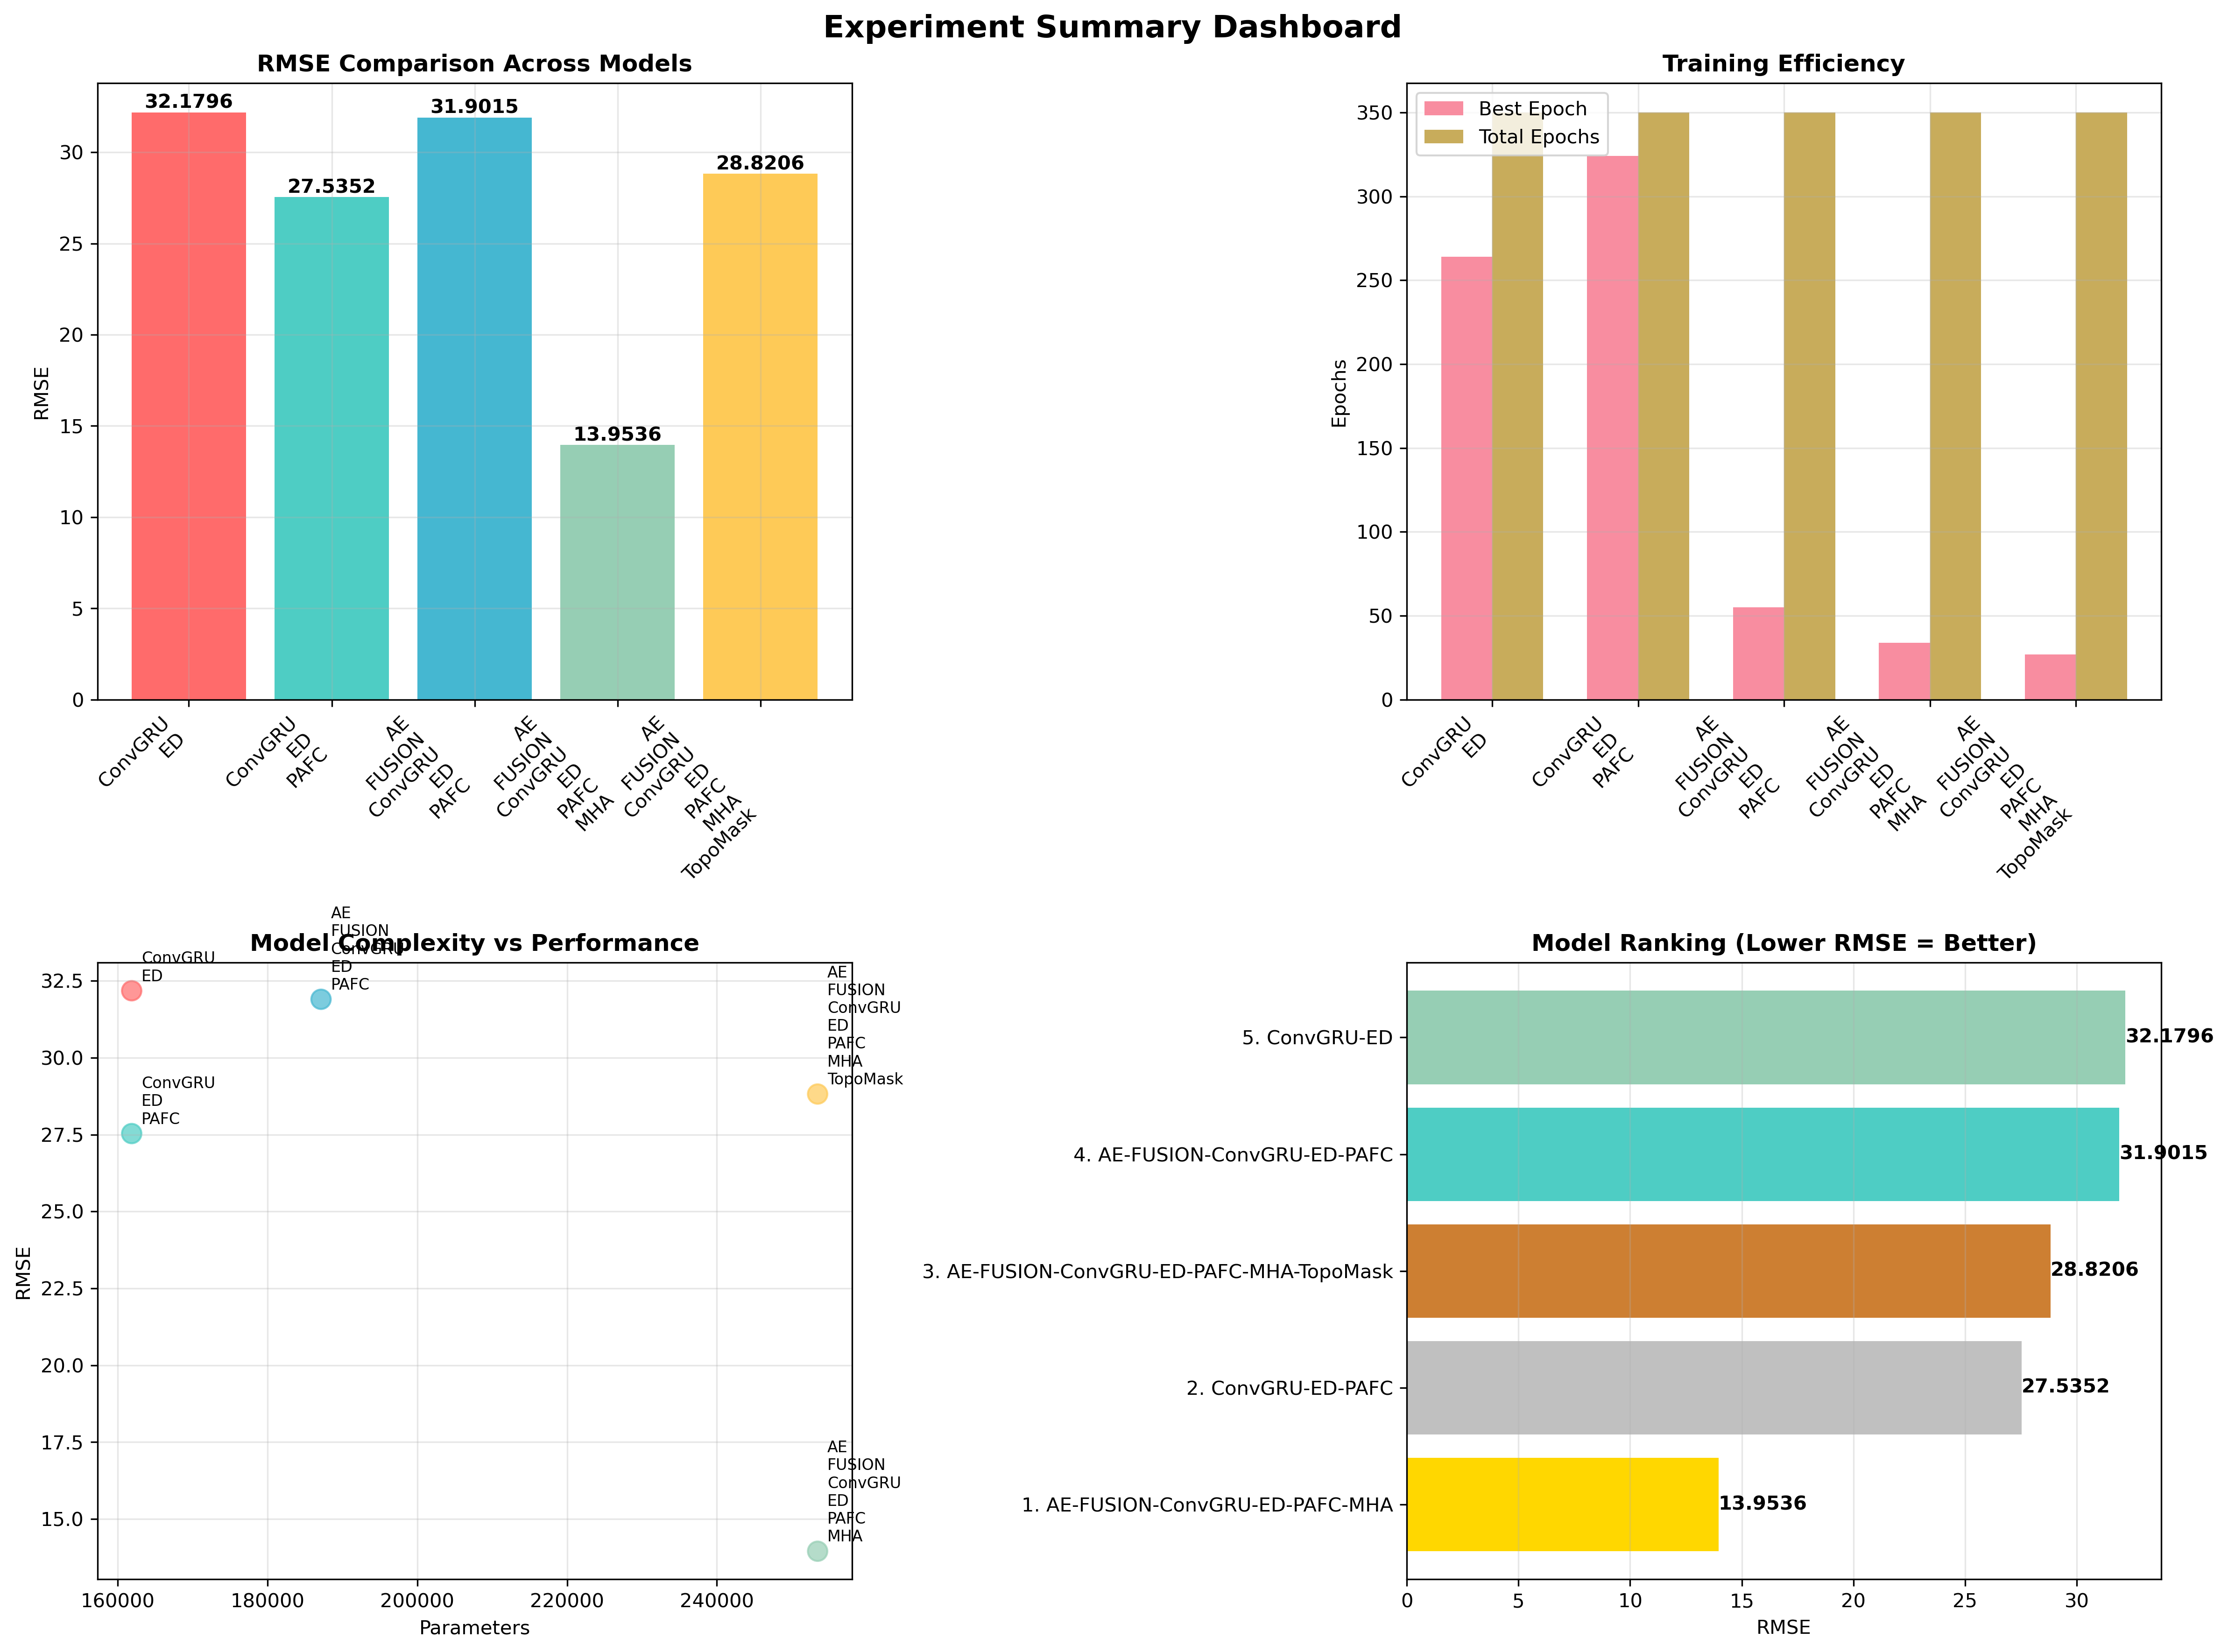 Experiment Summary Dashboard
RMSE Comparison Across Models
32.1796
27.5352
31.9015
13.9536
28.8206
RMSE
30
25
20
15
10
5
0
ConvGRU
ED
ConvGRU
ED
PAFC
AE
FUSION
ConvGRU
ED
PAFC
AE
FUSION
ConvGRU
ED
PAFC
MHA
AE
FUSION
ConvGRU
ED
PAFC
MHA
TopoMask
Training Efficiency
Best Epoch
Total Epochs
Epochs
350
300
250
200
150
100
50
0
ConvGRU
ED
ConvGRU
ED
PAFC
AE
FUSION
ConvGRU
ED
PAFC
AE
FUSION
ConvGRU
ED
PAFC
MHA
AE
FUSION
ConvGRU
ED
PAFC
MHA
TopoMask
Model Complexity vs Performance
RMSE
32.5
30.0
27.5
25.0
22.5
20.0
17.5
15.0
ConvGRU
ED
AE
FUSION
ConvGRU
ED
PAFC
ConvGRU
ED
PAFC
AE
FUSION
ConvGRU
ED
PAFC
MHA
TopoMask
AE
FUSION
ConvGRU
ED
PAFC
MHA
160000 180000 200000 220000 240000
Parameters
Model Ranking (Lower RMSE = Better)
5. ConvGRU-ED
32.1796
4. AE-FUSION-ConvGRU-ED-PAFC
31.9015
3. AE-FUSION-ConvGRU-ED-PAFC-MHA-TopoMask
28.8206
2. ConvGRU-ED-PAFC
27.5352
1. AE-FUSION-ConvGRU-ED-PAFC-MHA
13.9536
0 5 10 15 20 25 30
RMSE